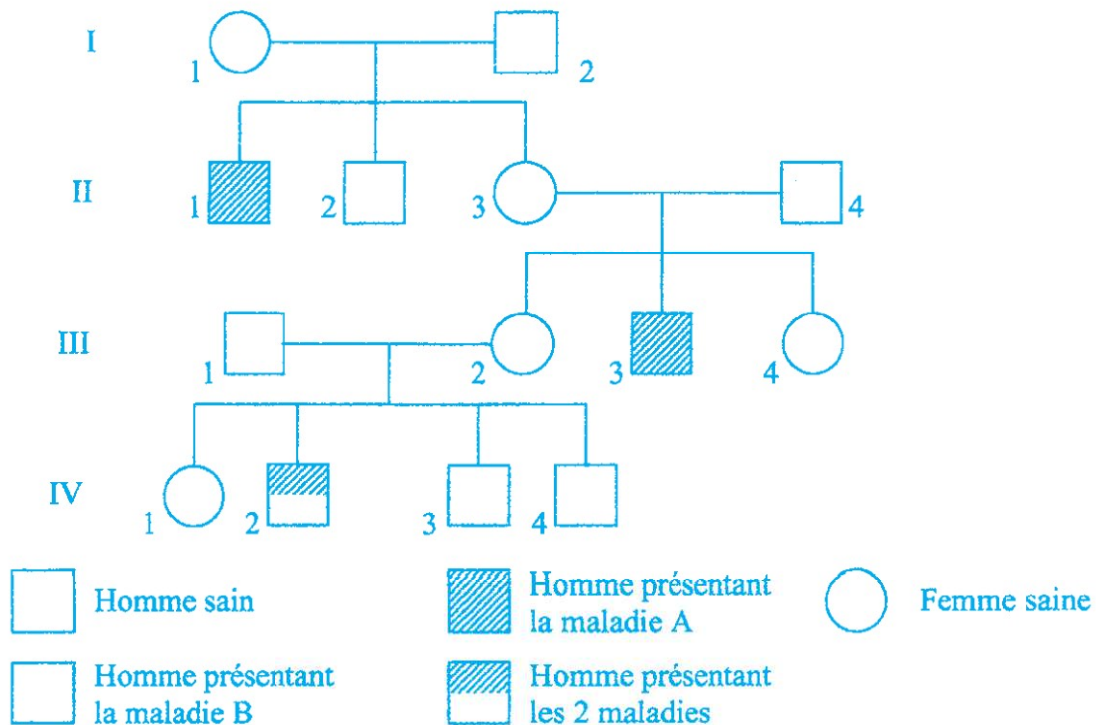 I
1
2
II
1
2
3
4
III
1
2
3
4
IV
1
2
3
4
Homme sain
Homme présentant
la maladie A
Femme saine
Homme présentant
la maladie B
Homme présentant
les 2 maladies